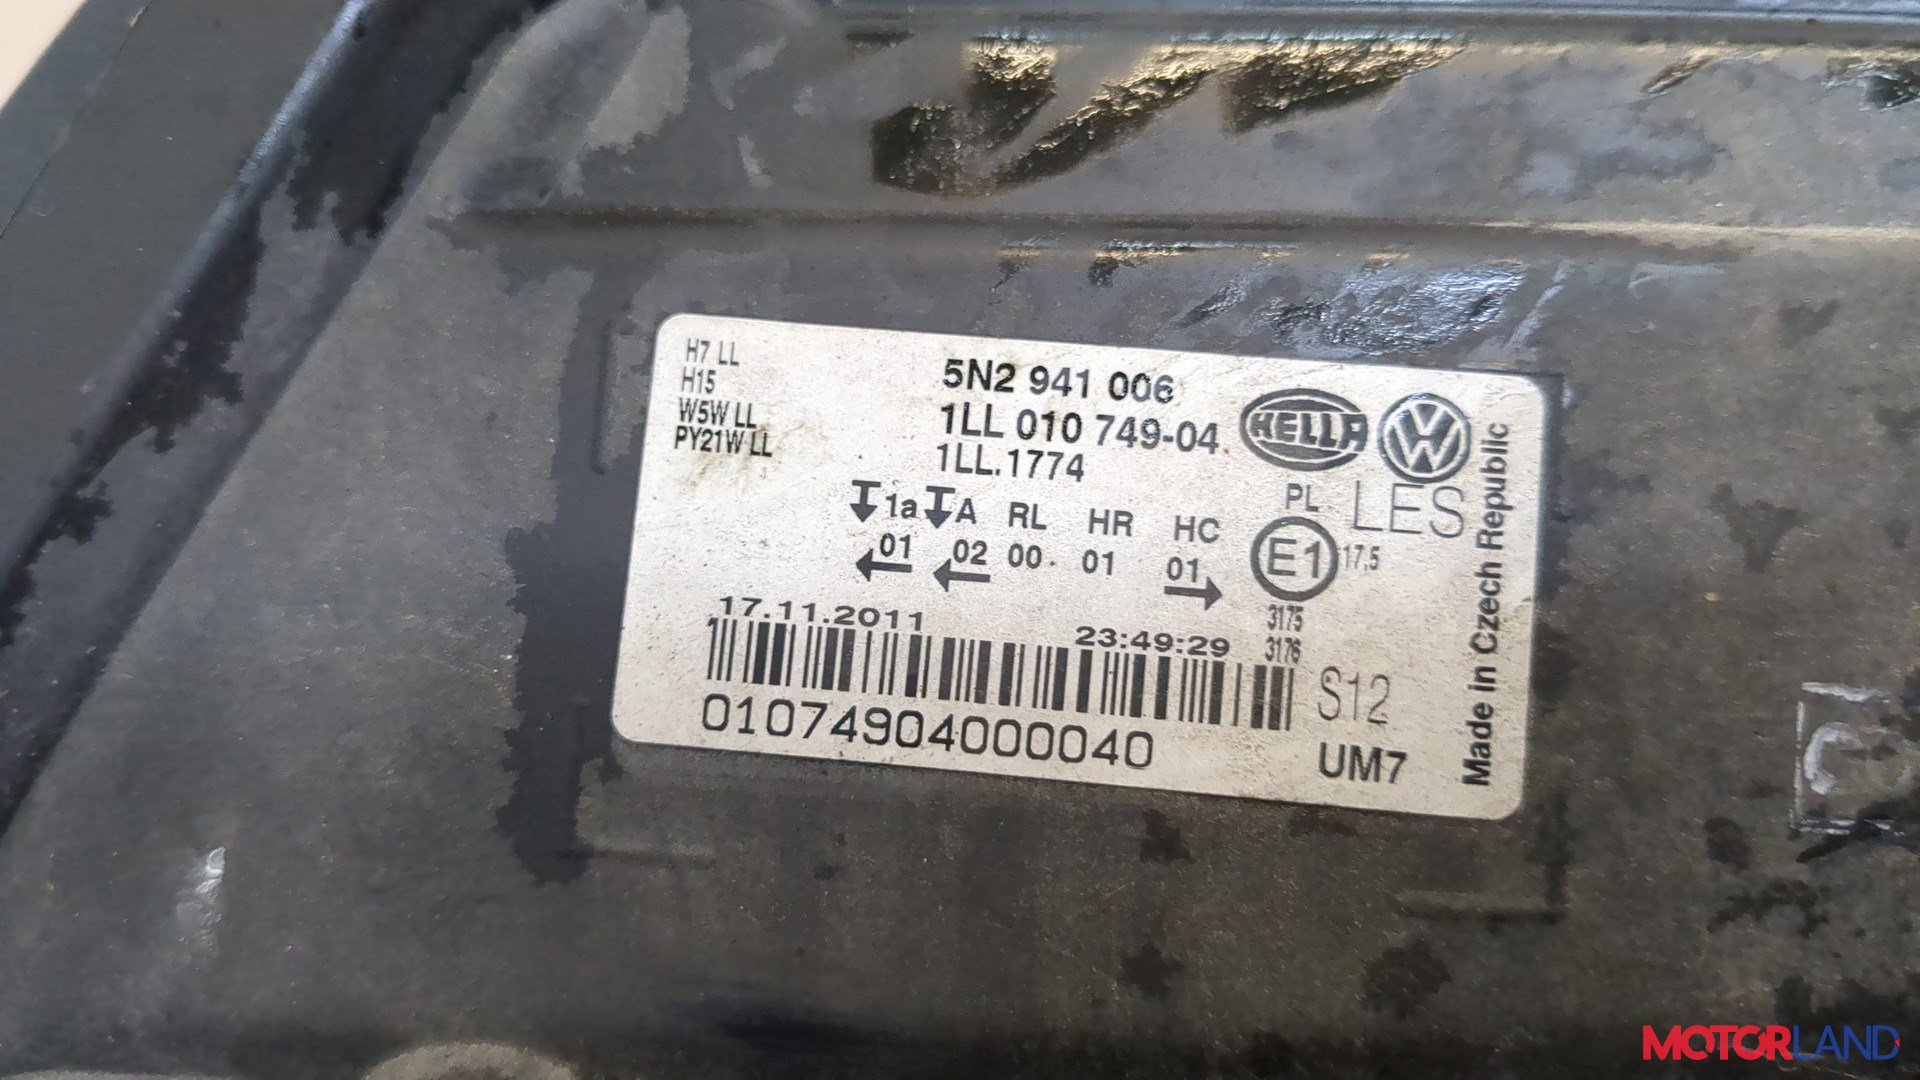 H7 LL
H15
W5W LL
PY21W LL
5N2 941 006
1LL 010 749-04
1LL.1774
HELLA
1a A RL HR HC PL LES
01 02 00 01 01 E1 17,5
3175
3176
17.11.2011 23:49:29
01074904000040
S12
UM7
Made in Czech Republic
MOTORLAND